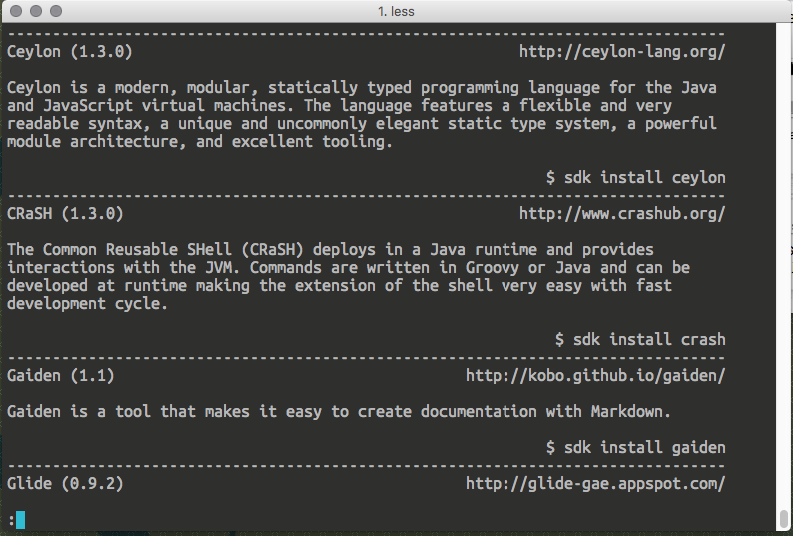 1. less
--------------------------------------------------------------------------------
Ceylon (1.3.0) http://ceylon-lang.org/
Ceylon is a modern, modular, statically typed programming language for the Java
and JavaScript virtual machines. The language features a flexible and very
readable syntax, a unique and uncommonly elegant static type system, a powerful
module architecture, and excellent tooling.
$ sdk install ceylon
--------------------------------------------------------------------------------
CRaSH (1.3.0) http://www.crashub.org/
The Common Reusable SHell (CRaSH) deploys in a Java runtime and provides
interactions with the JVM. Commands are written in Groovy or Java and can be
developed at runtime making the extension of the shell very easy with fast
development cycle.
$ sdk install crash
--------------------------------------------------------------------------------
Gaiden (1.1) http://kobo.github.io/gaiden/
Gaiden is a tool that makes it easy to create documentation with Markdown.
$ sdk install gaiden
--------------------------------------------------------------------------------
Glide (0.9.2) http://glide-gae.appspot.com/
: